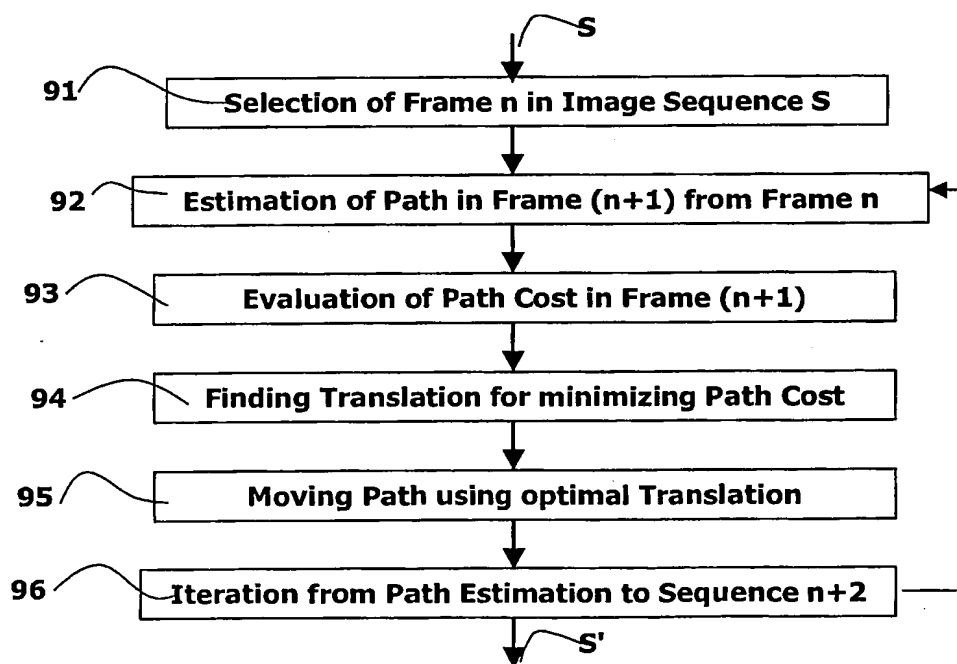 S
91
Selection of Frame n in Image Sequence S
92
Estimation of Path in Frame (n+1) from Frame n
93
Evaluation of Path Cost in Frame (n+1)
94
Finding Translation for minimizing Path Cost
95
Moving Path using optimal Translation
96
Iteration from Path Estimation to Sequence n+2
S'